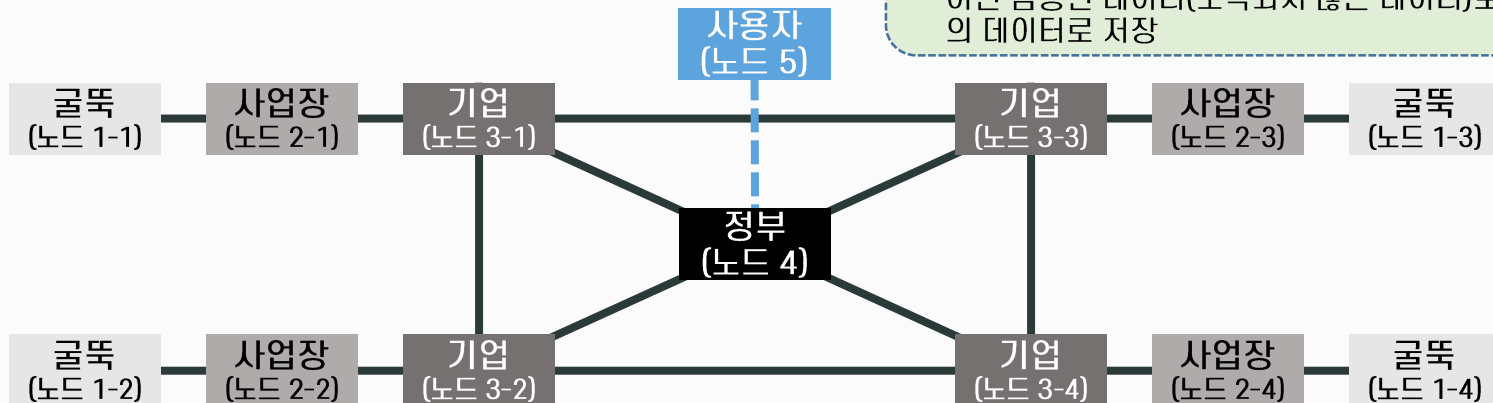 의 데이터로 저장
사용자
(노드 5)
굴뚝
(노드 1-1)
사업장
(노드 2-1)
기업
(노드 3-1)
기업
(노드 3-3)
사업장
(노드 2-3)
굴뚝
(노드 1-3)
정부
(노드 4)
굴뚝
(노드 1-2)
사업장
(노드 2-2)
기업
(노드 3-2)
기업
(노드 3-4)
사업장
(노드 2-4)
굴뚝
(노드 1-4)